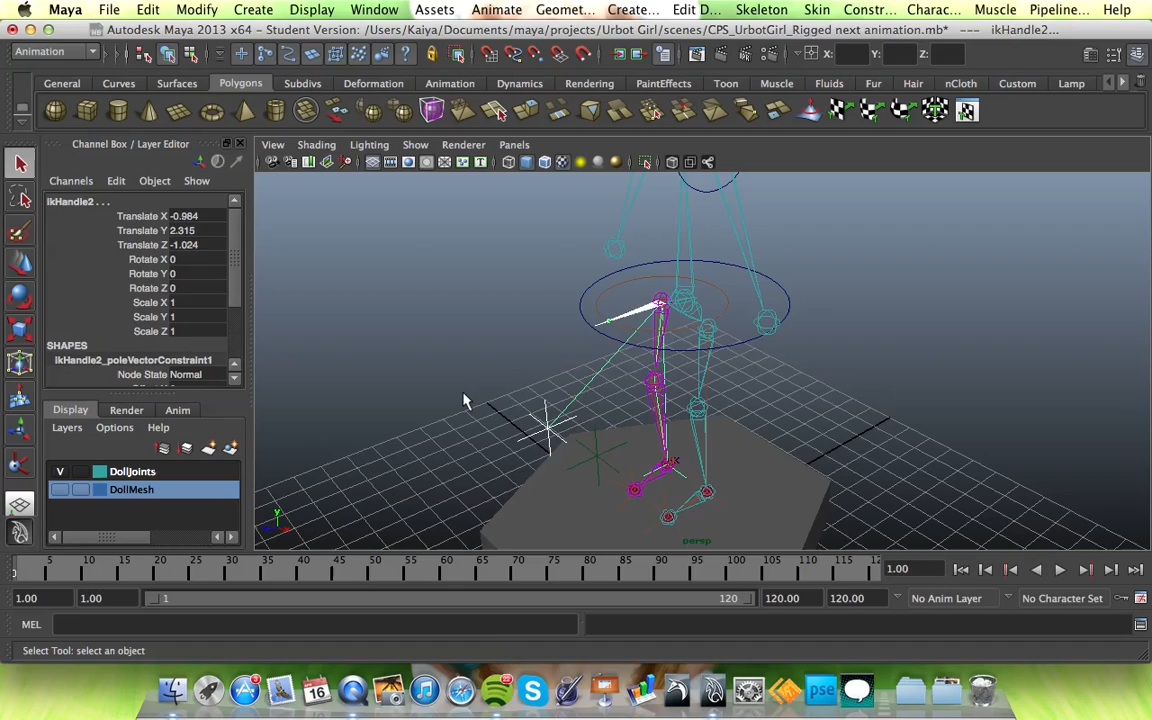 Maya File Edit Modify Create Display Window Assets Animate Geomet... Create... Edit D... Skeleton Skin Constr... Charac... Muscle Pipeline... Help
Autodesk Maya 2013 x64 - Student Version: /Users/Kaiya/Documents/maya/projects/Urbot Girl/scenes/CPS_UrbotGirl_Rigged next animation.mb* --- ikHandle2...
Animation X: Y: Z:
General Curves Surfaces Polygons Subdivs Deformation Animation Dynamics Rendering PaintEffects Toon Muscle Fluids Fur Hair nCloth Custom Lamp
Channel Box / Layer Editor
View Shading Lighting Show Renderer Panels
Channels Edit Object Show
ikHandle2 . . .
Translate X -0.984
Translate Y 2.315
Translate Z -1.024
Rotate X 0
Rotate Y 0
Rotate Z 0
Scale X 1
Scale Y 1
Scale Z 1
SHAPES
ikHandle2_poleVectorConstraint1
Node State Normal
Display Render Anim
Layers Options Help
V DollJoints
DollMesh
persp
5 10 15 20 25 30 35 40 45 50 55 60 65 70 75 80 85 90 95 100 105 110 115 12
1.00
1.00 1.00 1 120 120.00 120.00 No Anim Layer No Character Set
MEL
Select Tool: select an object
16
pse